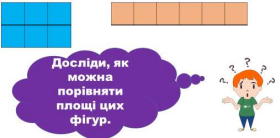 Досліди, як
можна
порівняти
площі цих
фігур.
? ? ? ? ?